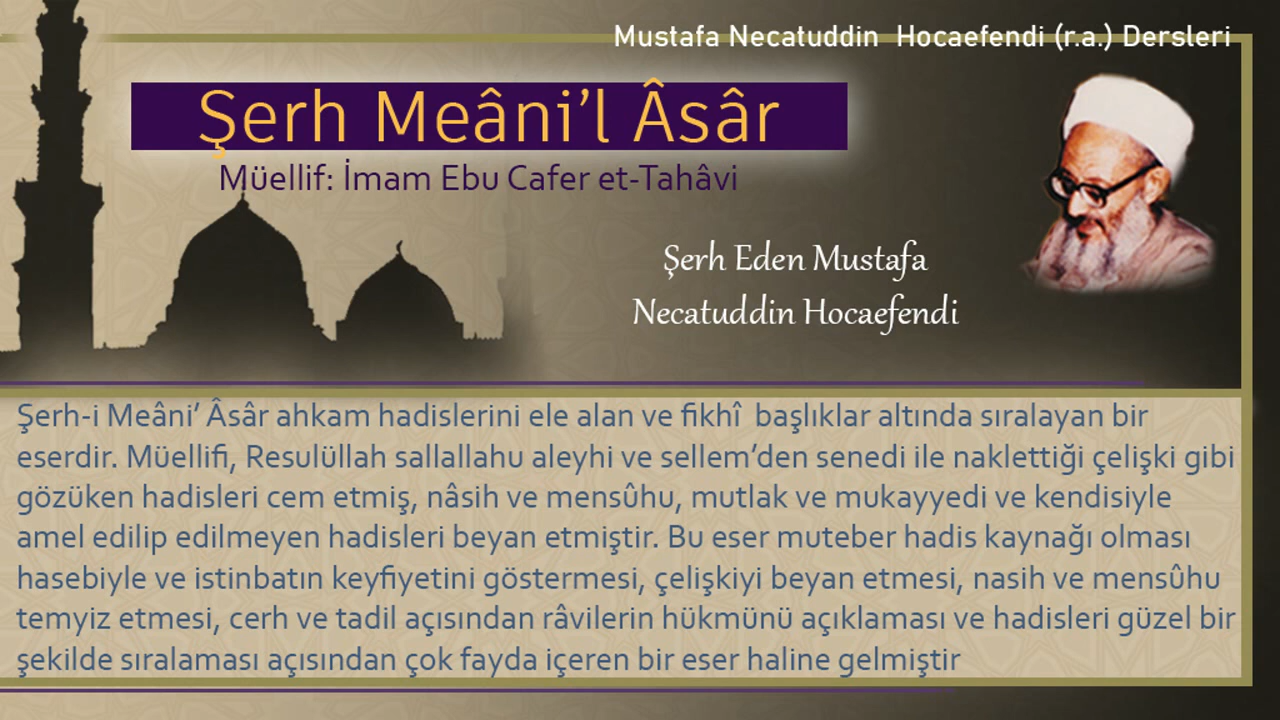 Mustafa Necatuddin Hocaefendi (r.a.) Dersleri
Şerh Meâni’l Âsâr
Müellif: İmam Ebu Cafer et-Tahâvi
Şerh Eden Mustafa
Necatuddin Hocaefendi
Şerh-i Meâni’ Âsâr ahkam hadislerini ele alan ve fikhî başlıklar altında sıralayan bir
eserdir. Müellifi, Resulüllah sallallahu aleyhi ve sellem’den senedi ile naklettiği çelişki gibi
gözüken hadisleri cem etmiş, nâsih ve mensûhu, mutlak ve mukayyedi ve kendisiyle
amel edilip edilmeyen hadisleri beyan etmiştir. Bu eser muteber hadis kaynağı olması
hasebiyle ve istinbatın keyfiyetini göstermesi, çelişkiyi beyan etmesi, nasih ve mensûhu
temyiz etmesi, cerh ve tadil açısından râvilerin hükmünü açıklaması ve hadisleri güzel bir
şekilde sıralaması açısından çok fayda içeren bir eser haline gelmiştir